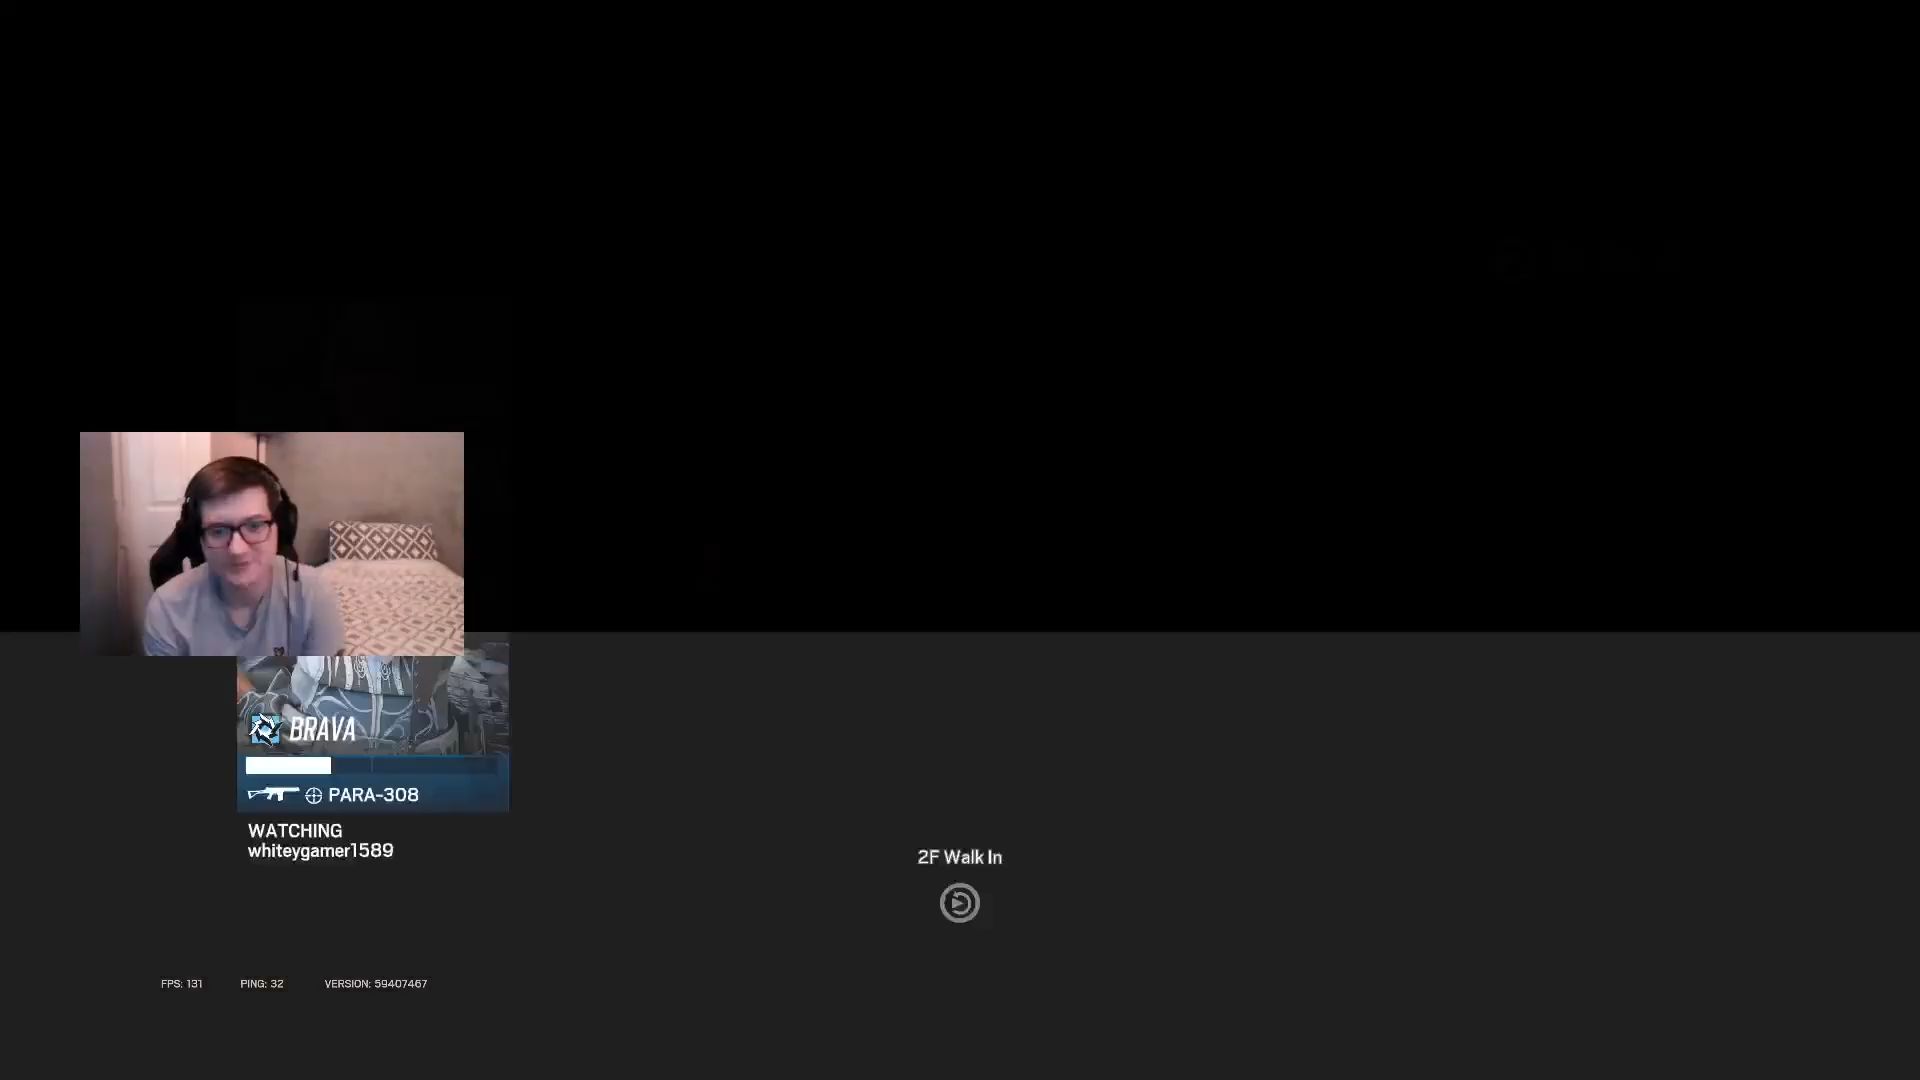 BRAVA
PARA-308
WATCHING
whiteygamer1589
2F Walk In
FPS: 131 PING: 32 VERSION: 59407467